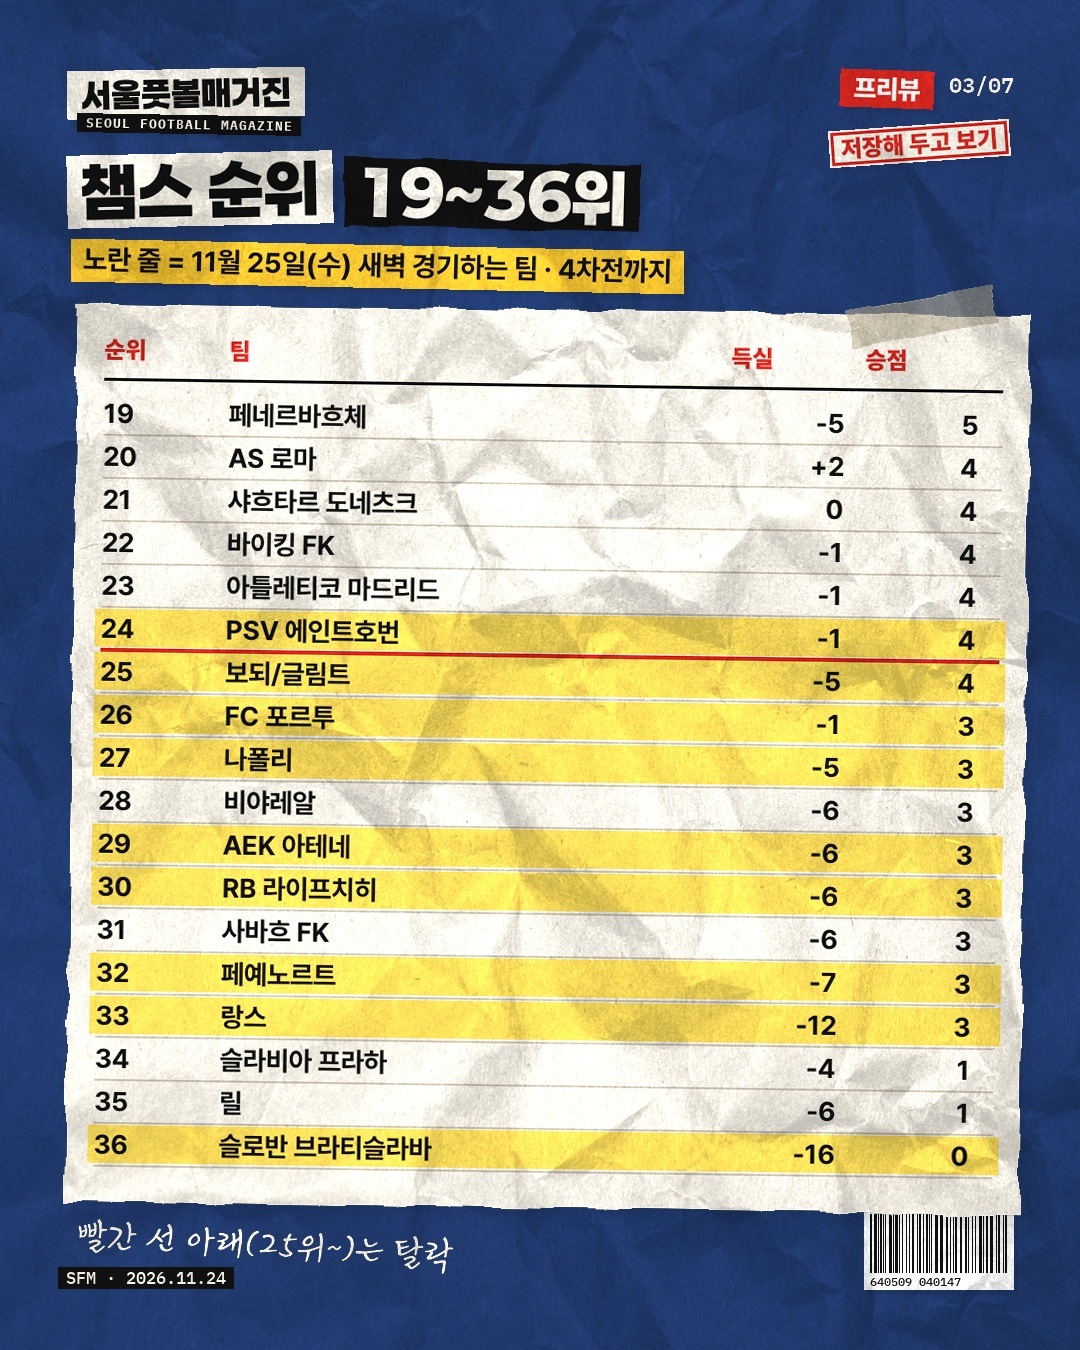 서울풋볼매거진
SEOUL FOOTBALL MAGAZINE
프리뷰 03/07
저장해 두고 보기
챔스 순위 19~36위
노란 줄 = 11월 25일(수) 새벽 경기하는 팀 · 4차전까지
순위 팀 득실 승점
19 페네르바흐체 -5 5
20 AS 로마 +2 4
21 샤흐타르 도네츠크 0 4
22 바이킹 FK -1 4
23 아틀레티코 마드리드 -1 4
24 PSV 에인트호번 -1 4
25 보되/글림트 -5 4
26 FC 포르투 -1 3
27 나폴리 -5 3
28 비야레알 -6 3
29 AEK 아테네 -6 3
30 RB 라이프치히 -6 3
31 사바흐 FK -6 3
32 페예노르트 -7 3
33 랑스 -12 3
34 슬라비아 프라하 -4 1
35 릴 -6 1
36 슬로반 브라티슬라바 -16 0
빨간 선 아래(25위~)는 탈락
SFM · 2026.11.24
640509 040147